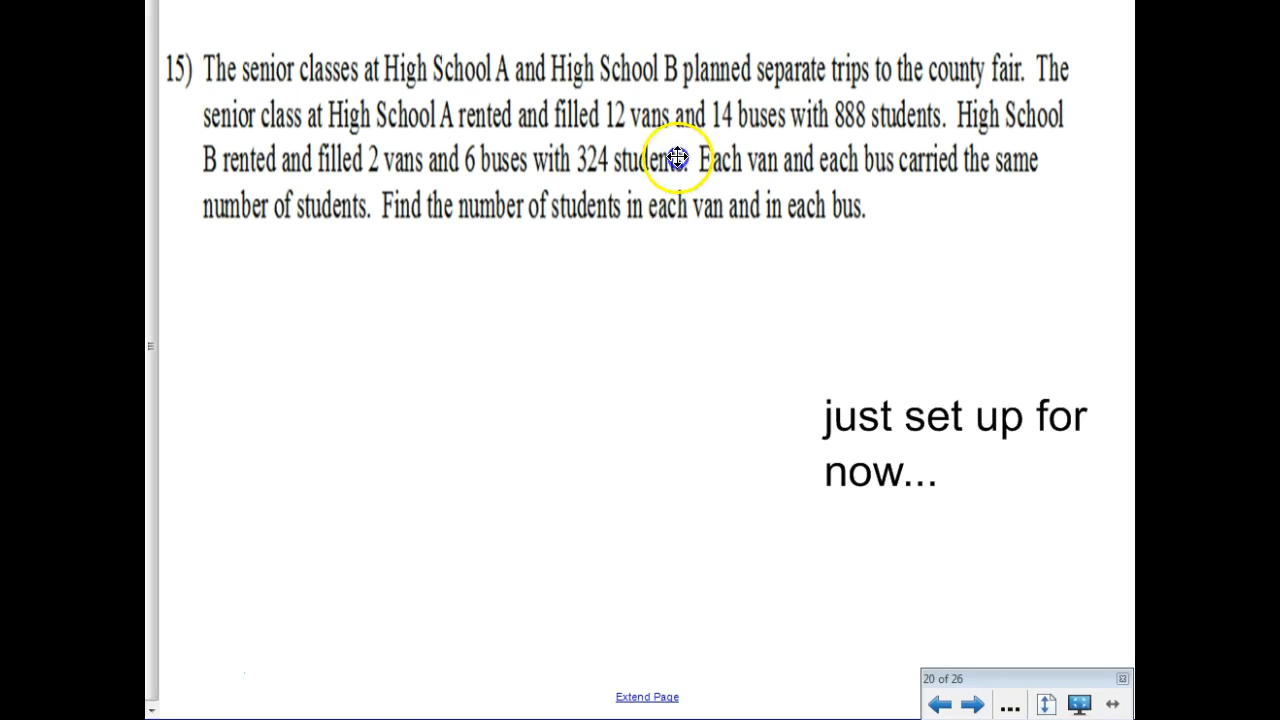 15) The senior classes at High School A and High School B planned separate trips to the county fair. The
senior class at High School A rented and filled 12 vans and 14 buses with 888 students. High School
B rented and filled 2 vans and 6 buses with 324 students. Each van and each bus carried the same
number of students. Find the number of students in each van and in each bus.
just set up for
now...
Extend Page
20 of 26
...